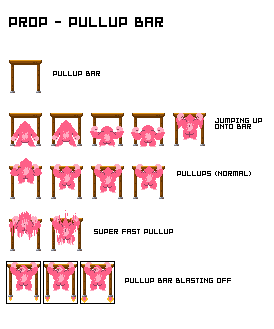 PROP - PULLUP BAR
PULLUP BAR
JUMPING UP
ONTO BAR
PULLUPS (NORMAL)
SUPER FAST PULLUP
PULLUP BAR BLASTING OFF